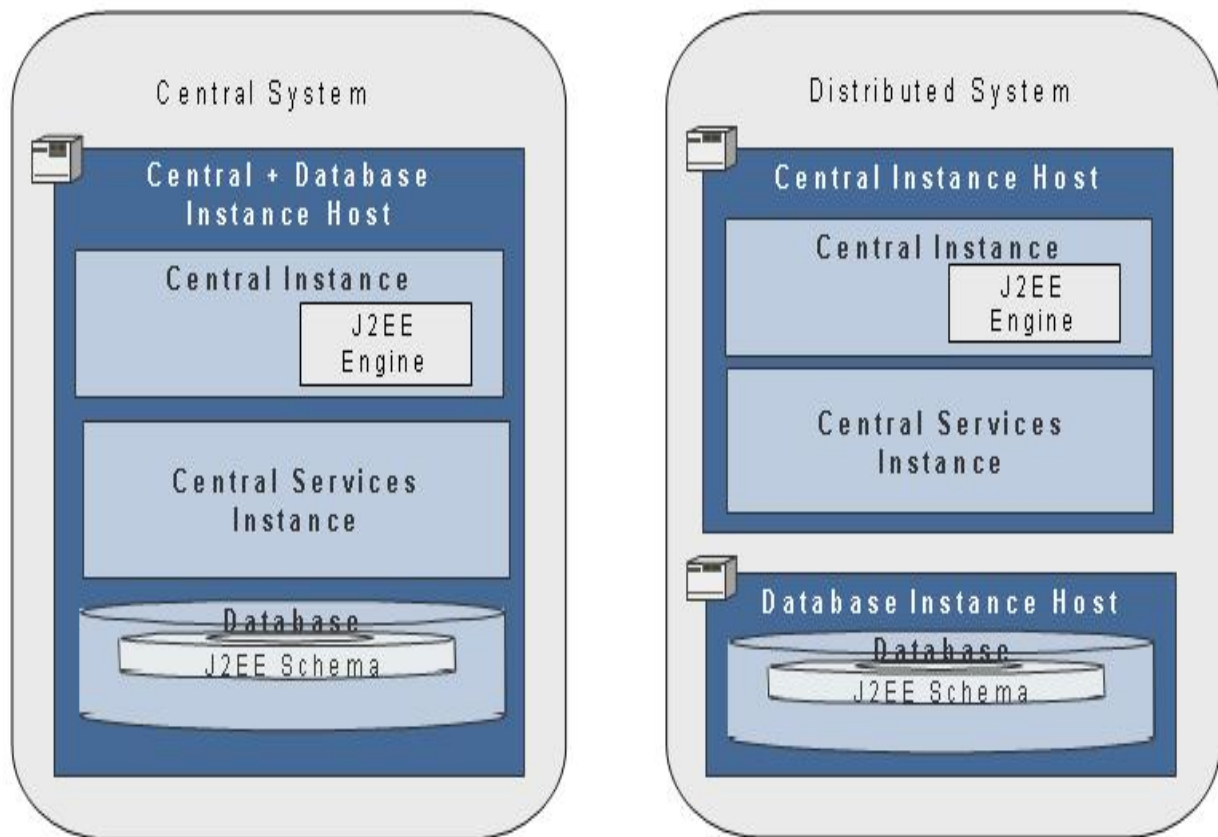 Central System
Central + Database
Instance Host
Central Instance
J2EE
Engine
Central Services
Instance
Database
J2EE Schema
Distributed System
Central Instance Host
Central Instance
J2EE
Engine
Central Services
Instance
Database Instance Host
Database
J2EE Schema